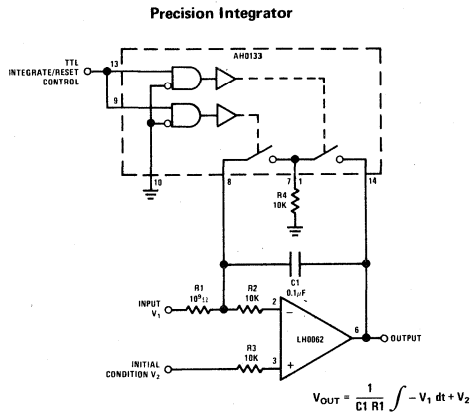 Precision Integrator
AH0133
TTL
INTEGRATE/RESET
CONTROL
13
9
10
8
7
1
14
R4
10K
C1
0.1µF
INPUT
V1
R1
10⁹Ω
R2
10K
2
−
LH0062
6
OUTPUT
INITIAL
CONDITION V2
R3
10K
3
+
VOUT = 1/(C1 R1) ∫ − V1 dt + V2